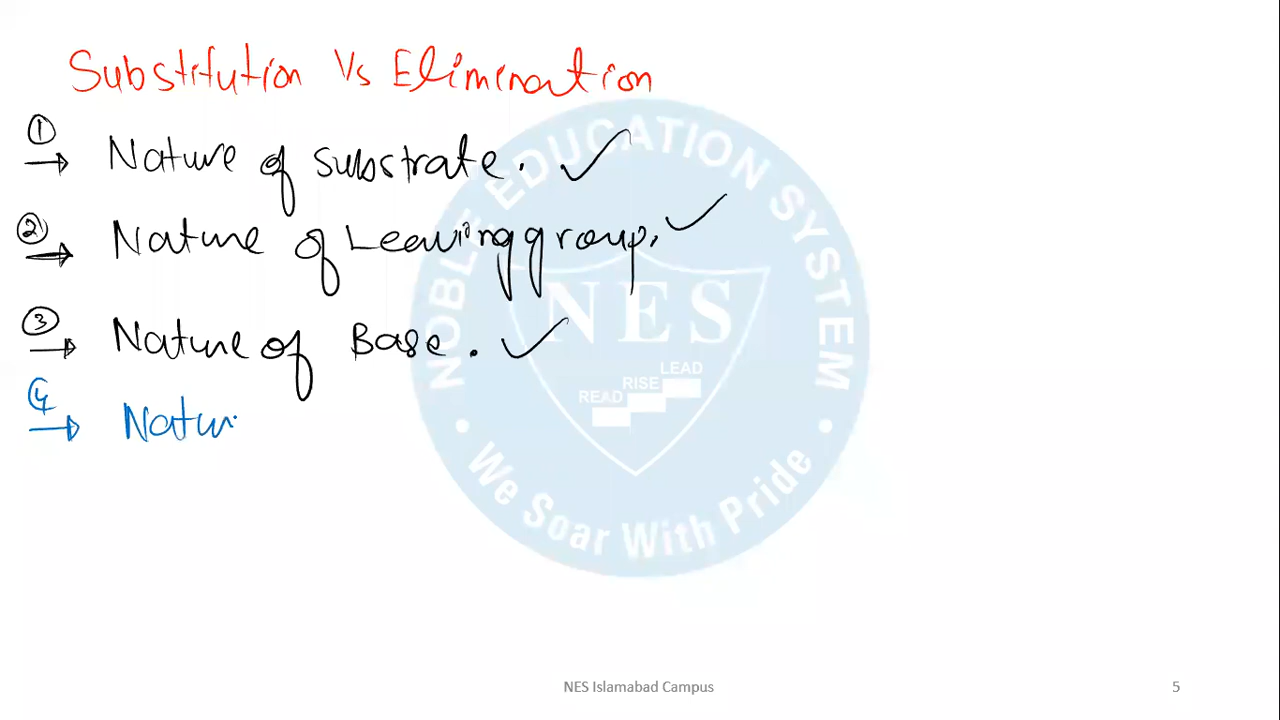 Substitution Vs Elimination
① → Nature of substrate. ✓
② → Nature of Leaving group. ✓
③ → Nature of Base. ✓
④ → Natur
NOBLE EDUCATION SYSTEM
NES
LEAD
RISE
READ
We Soar With Pride
NES Islamabad Campus
5